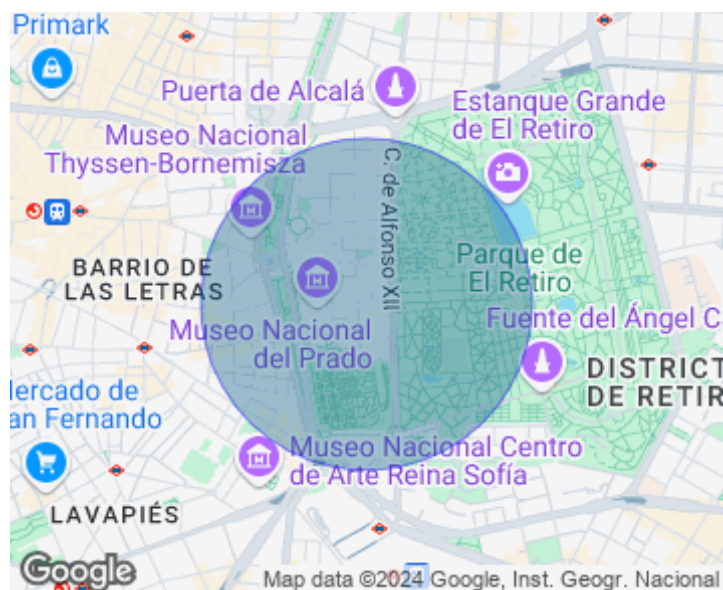 Primark
Puerta de Alcalá
Estanque Grande
de El Retiro
Museo Nacional
Thyssen-Bornemisza
C. de Alfonso XII
BARRIO DE
LAS LETRAS
Parque de
El Retiro
Museo Nacional
del Prado
Fuente del Ángel C
DISTRICT
DE RETIR
lercado de
an Fernando
Museo Nacional Centro
de Arte Reina Sofía
LAVAPIÉS
Google
Map data ©2024 Google, Inst. Geogr. Nacional